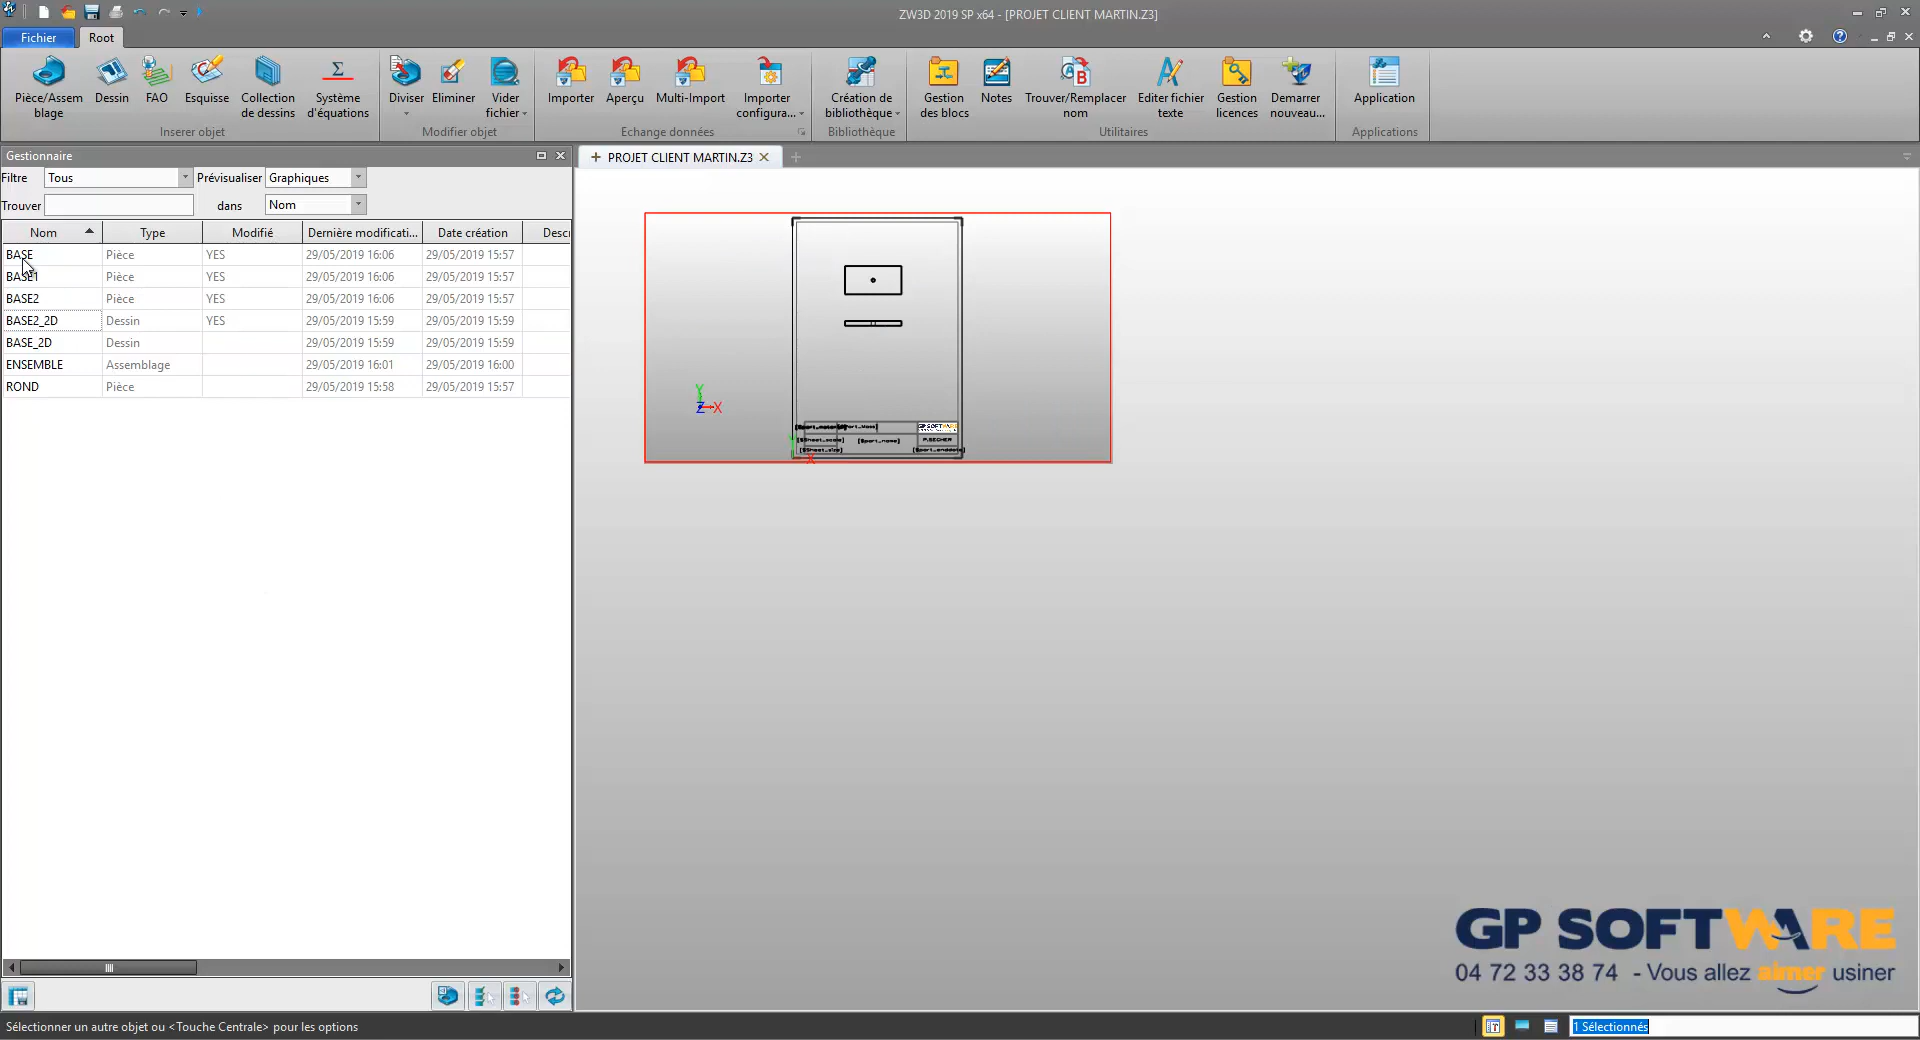 ZW3D 2019 SP x64 - [PROJET CLIENT MARTIN.Z3]
Fichier
Root
Pièce/Assem
blage
Dessin
FAO
Esquisse
Collection
de dessins
Système
d'équations
Inserer objet
Diviser
Eliminer
Vider
fichier
Modifier objet
Importer
Aperçu
Multi-Import
Importer
configura...
Echange données
Création de
bibliothèque
Bibliothèque
Gestion
des blocs
Notes
Trouver/Remplacer
nom
Editer fichier
texte
Gestion
licences
Demarrer
nouveau...
Utilitaires
Application
Applications
Gestionnaire
Filtre Tous Prévisualiser Graphiques
Trouver dans Nom
Nom Type Modifié Dernière modificati... Date création Descr
BASE Pièce YES 29/05/2019 16:06 29/05/2019 15:57
BASE1 Pièce YES 29/05/2019 16:06 29/05/2019 15:57
BASE2 Pièce YES 29/05/2019 16:06 29/05/2019 15:57
BASE2_2D Dessin YES 29/05/2019 15:59 29/05/2019 15:59
BASE_2D Dessin 29/05/2019 15:59 29/05/2019 15:59
ENSEMBLE Assemblage 29/05/2019 16:01 29/05/2019 16:00
ROND Pièce 29/05/2019 15:58 29/05/2019 15:57
PROJET CLIENT MARTIN.Z3
Y
Z X
GPSOFTWARE
[$sheet_scale] [$part_name] P.SECHER
[$sheet_size]
Y
X
GP SOFTWARE
04 72 33 38 74 - Vous allez aimer usiner
Sélectionner un autre objet ou <Touche Centrale> pour les options
1 Sélectionnés